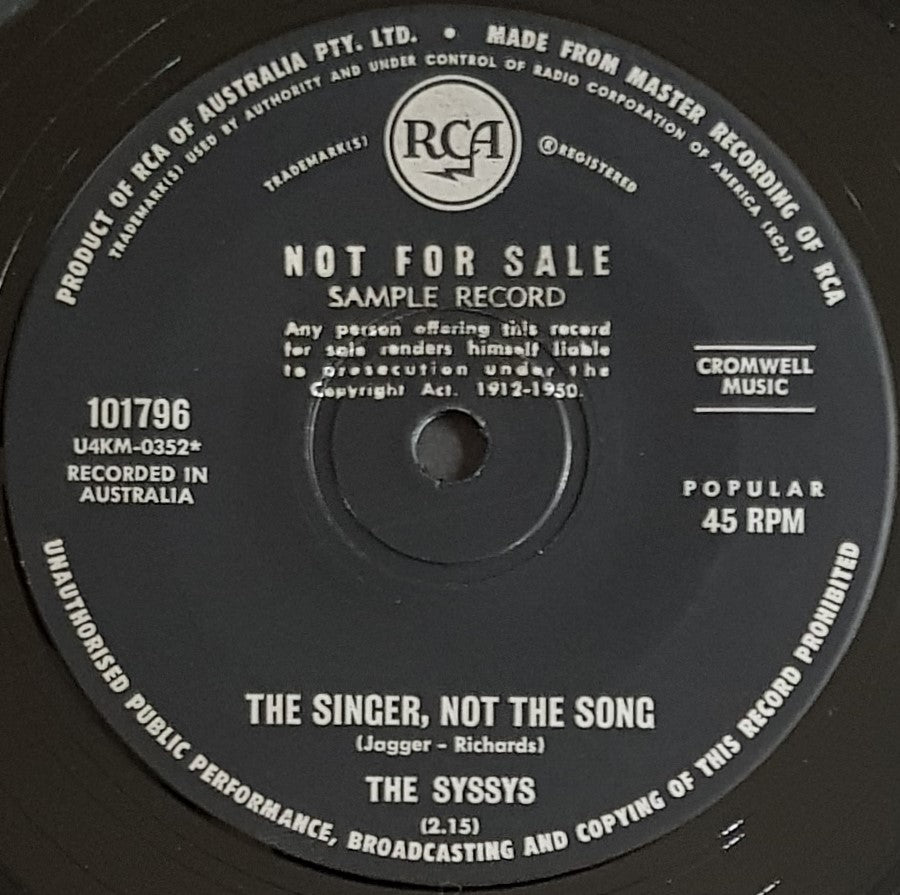 PRODUCT OF RCA OF AUSTRALIA PTY. LTD. • MADE FROM MASTER RECORDING OF RCA
TRADEMARK(S) USED BY AUTHORITY AND UNDER CONTROL OF RADIO CORPORATION OF AMERICA (RCA)
TRADEMARK(S) RCA ® REGISTERED
NOT FOR SALE
SAMPLE RECORD
Any person offering this record
for sale renders himself liable
to prosecution under the
Copyright Act. 1912-1950.
CROMWELL
MUSIC
101796
U4KM-0352*
RECORDED IN
AUSTRALIA
POPULAR
45 RPM
THE SINGER, NOT THE SONG
(Jagger - Richards)
THE SYSSYS
(2.15)
UNAUTHORISED PUBLIC PERFORMANCE, BROADCASTING AND COPYING OF THIS RECORD PROHIBITED